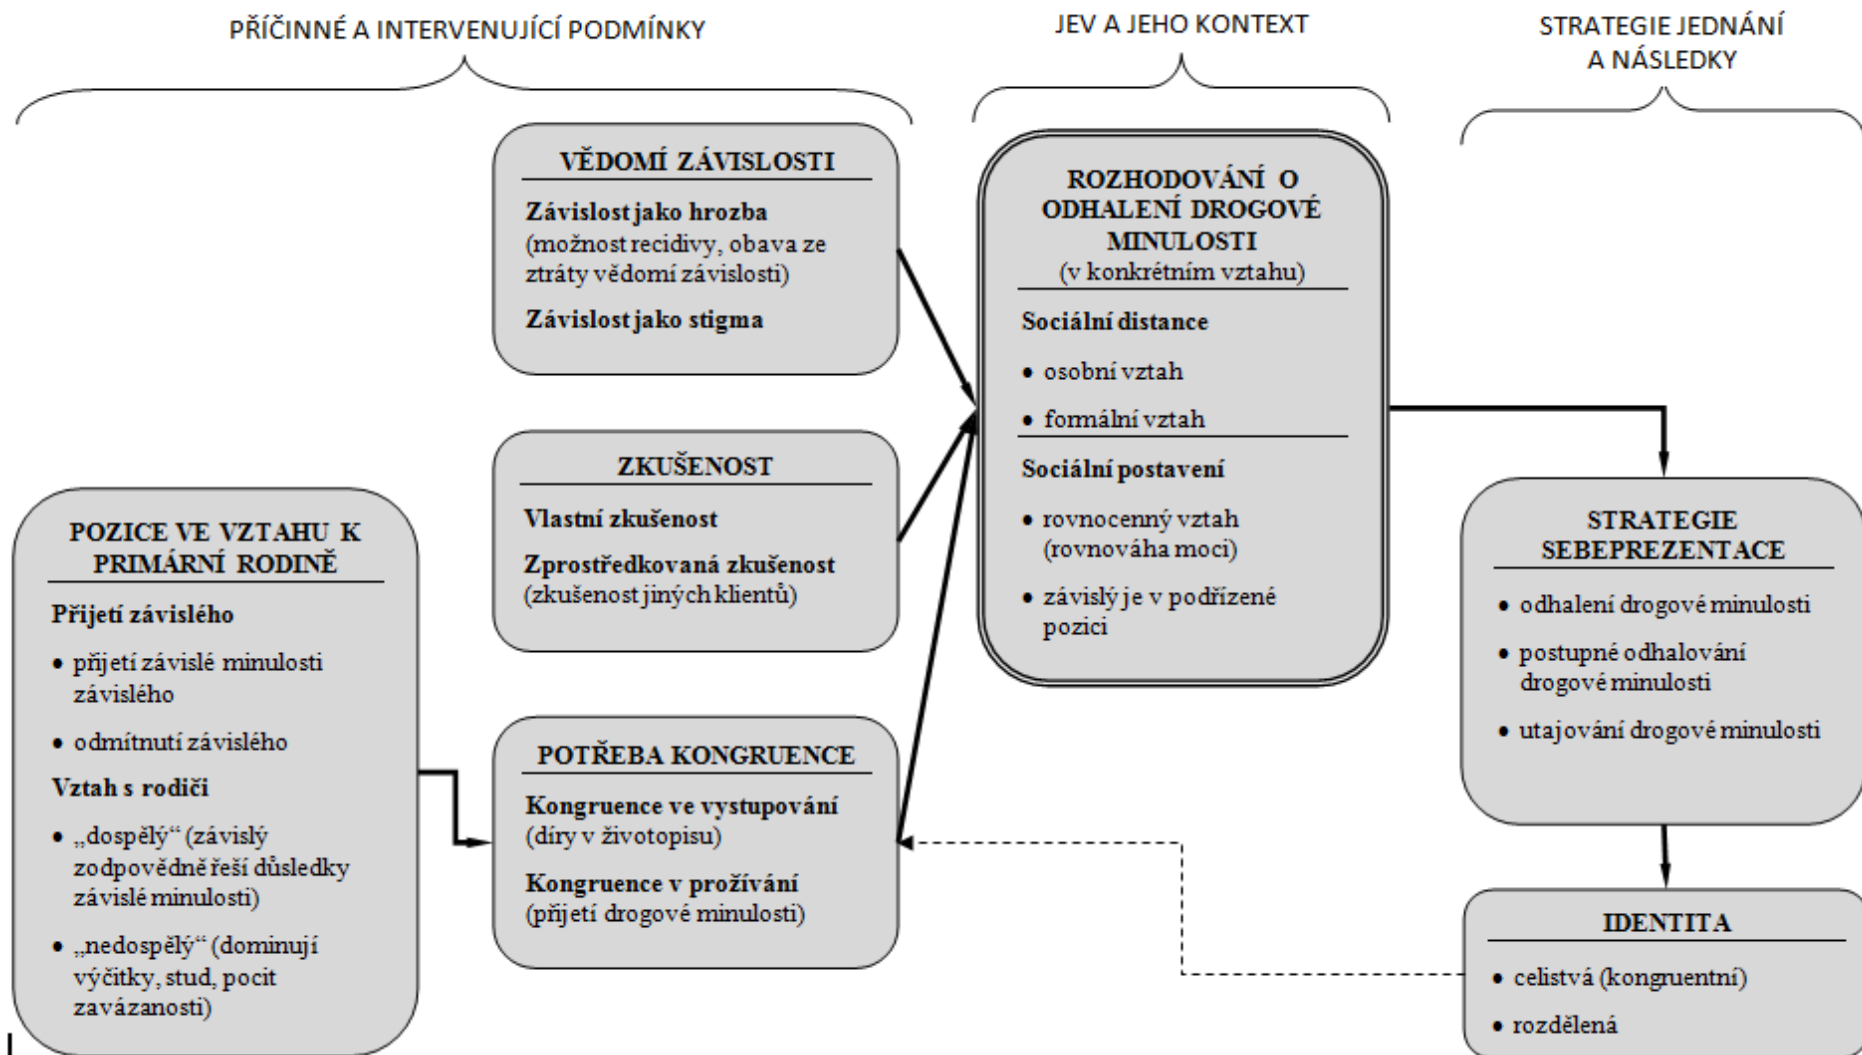 PŘÍČINNÉ A INTERVENUJÍCÍ PODMÍNKY
JEV A JEHO KONTEXT
STRATEGIE JEDNÁNÍ
A NÁSLEDKY
VĚDOMÍ ZÁVISLOSTI
Závislost jako hrozba
(možnost recidivy, obava ze
ztráty vědomí závislosti)
Závislost jako stigma
ZKUŠENOST
Vlastní zkušenost
Zprostředkovaná zkušenost
(zkušenost jiných klientů)
POZICE VE VZTAHU K
PRIMÁRNÍ RODINĚ
Přijetí závislého
• přijetí závislé minulosti
závislého
• odmítnutí závislého
Vztah s rodiči
• „dospělý“ (závislý
zodpovědně řeší důsledky
závislé minulosti)
• „nedospělý“ (dominují
výčitky, stud, pocit
zavázanosti)
POTŘEBA KONGRUENCE
Kongruence ve vystupování
(díry v životopisu)
Kongruence v prožívání
(přijetí drogové minulosti)
ROZHODOVÁNÍ O
ODHALENÍ DROGOVÉ
MINULOSTI
(v konkrétním vztahu)
Sociální distance
• osobní vztah
• formální vztah
Sociální postavení
• rovnocenný vztah
(rovnováha moci)
• závislý je v podřízené
pozici
STRATEGIE
SEBEPREZENTACE
• odhalení drogové minulosti
• postupné odhalování
drogové minulosti
• utajování drogové minulosti
IDENTITA
• celistvá (kongruentní)
• rozdělená